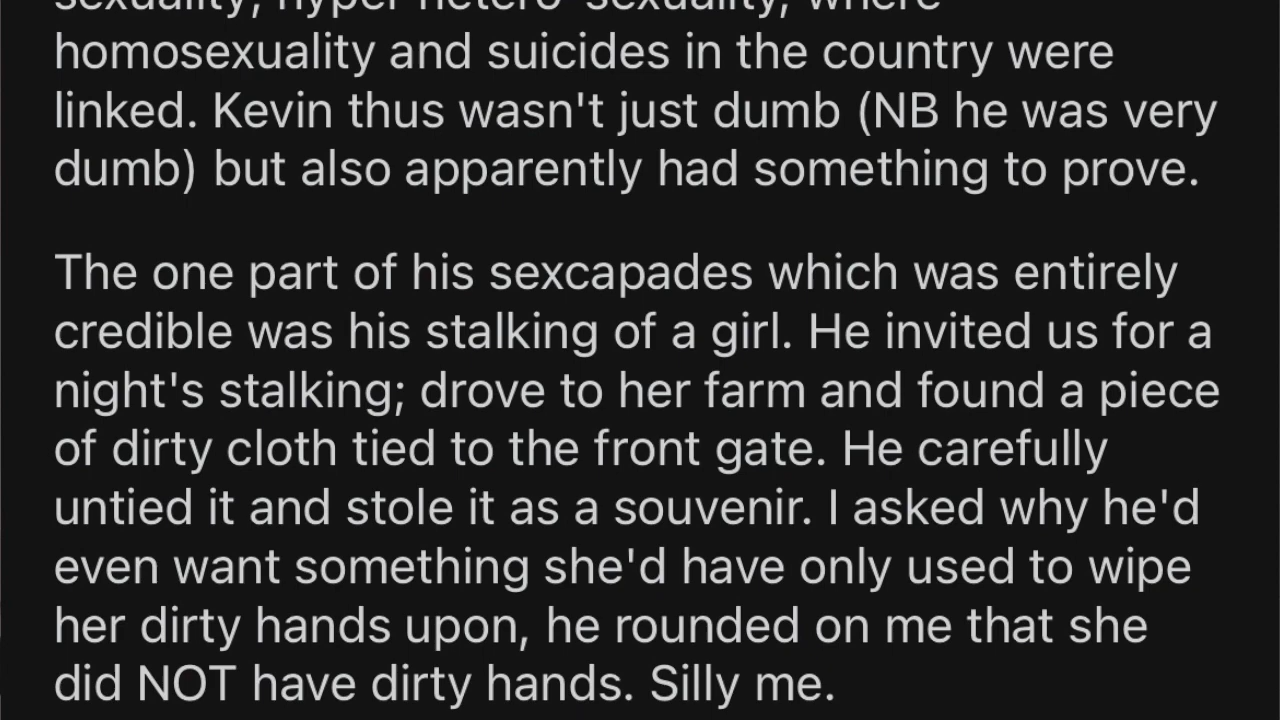 sexuality, hyper-hetero-sexuality, where
homosexuality and suicides in the country were
linked. Kevin thus wasn't just dumb (NB he was very
dumb) but also apparently had something to prove.
The one part of his sexcapades which was entirely
credible was his stalking of a girl. He invited us for a
night's stalking; drove to her farm and found a piece
of dirty cloth tied to the front gate. He carefully
untied it and stole it as a souvenir. I asked why he'd
even want something she'd have only used to wipe
her dirty hands upon, he rounded on me that she
did NOT have dirty hands. Silly me.